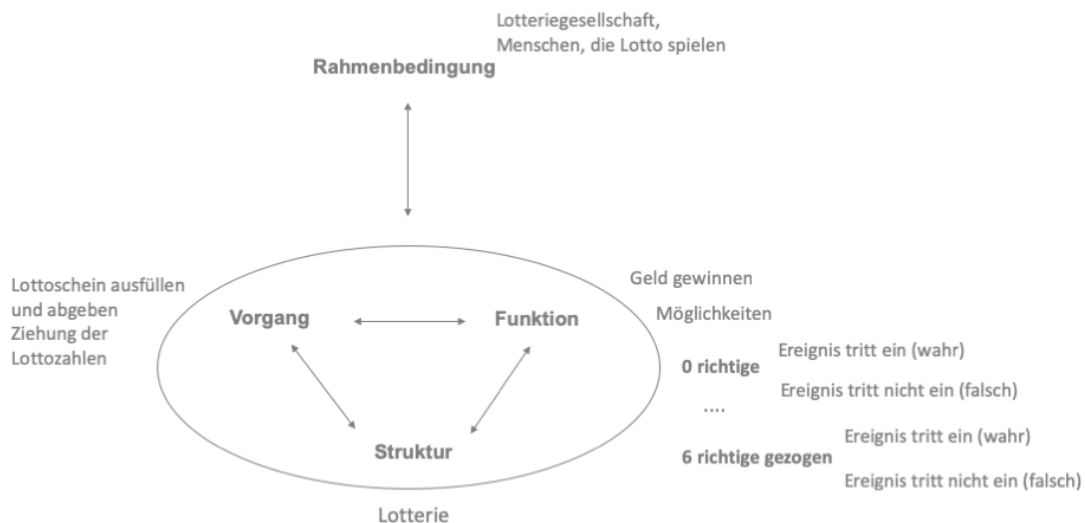 Lotteriegesellschaft,
Menschen, die Lotto spielen
Rahmenbedingung
Lottoschein ausfüllen
und abgeben
Ziehung der
Lottozahlen
Vorgang
Funktion
Struktur
Lotterie
Geld gewinnen
Möglichkeiten
0 richtige
Ereignis tritt ein (wahr)
Ereignis tritt nicht ein (falsch)
....
6 richtige gezogen
Ereignis tritt ein (wahr)
Ereignis tritt nicht ein (falsch)